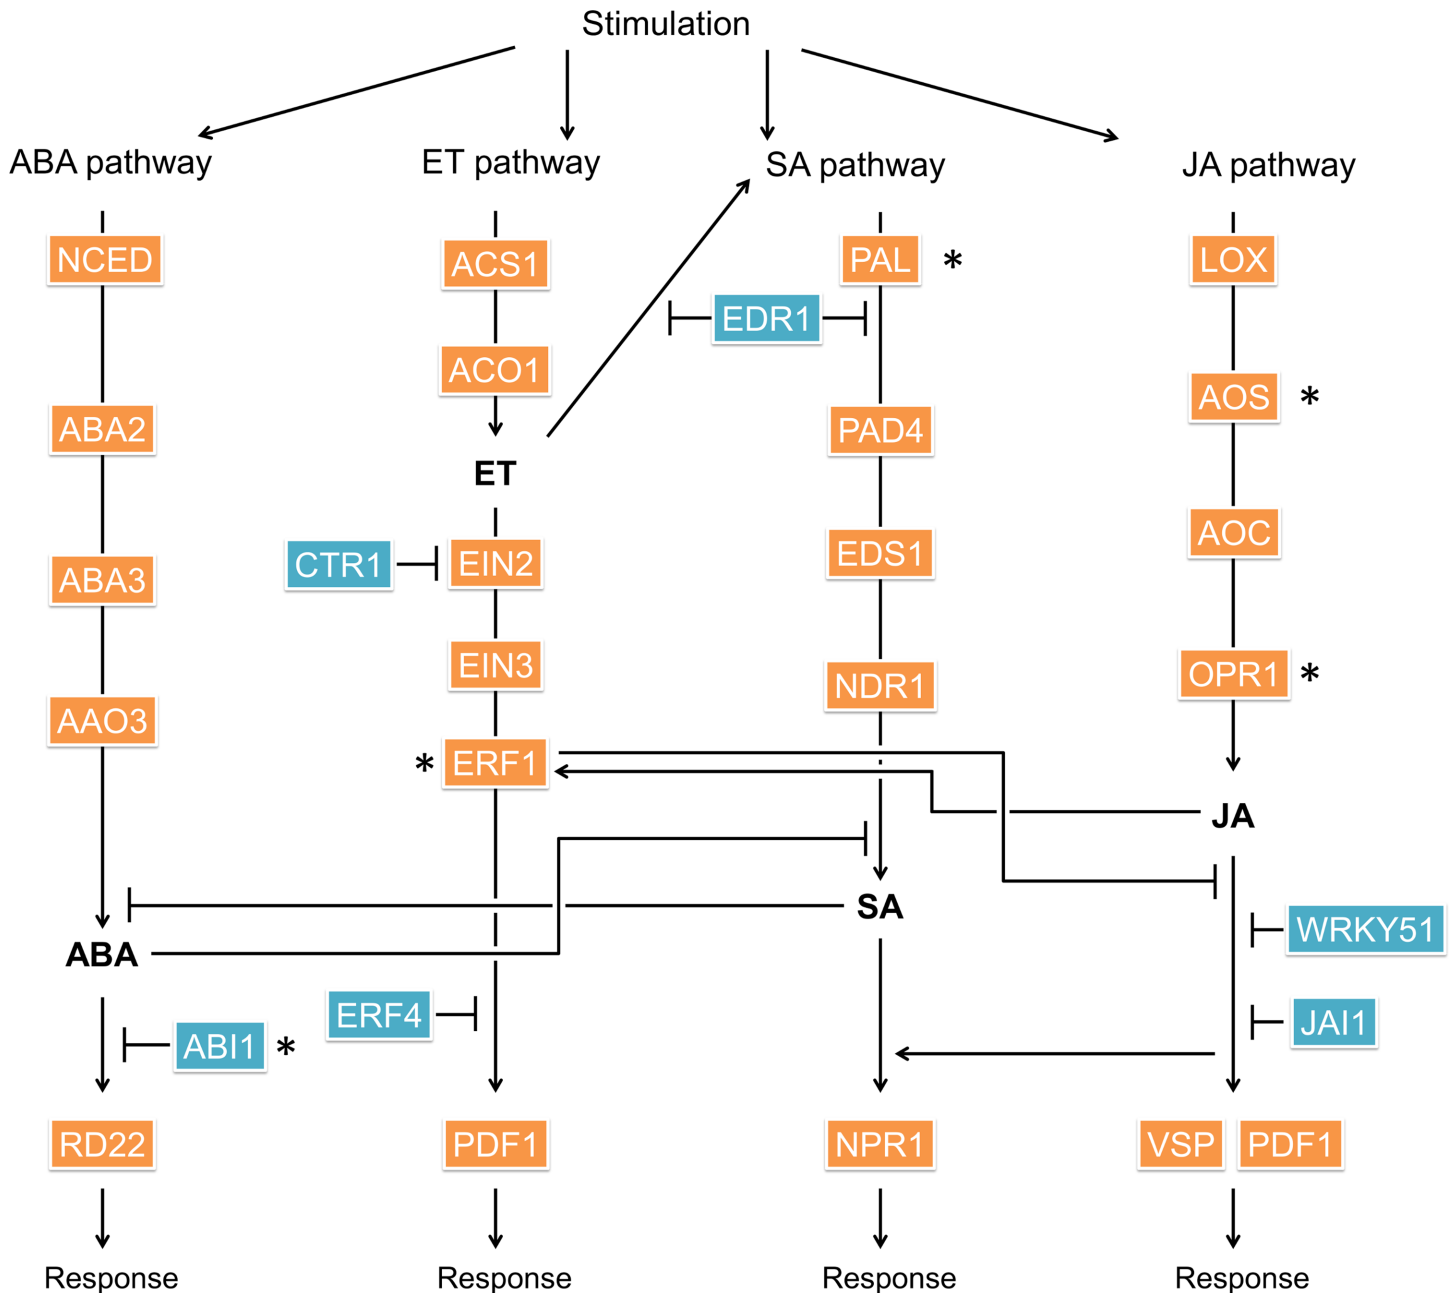 Stimulation
ABA pathway
ET pathway
SA pathway
JA pathway
NCED
ACS1
PAL *
LOX
EDR1
ACO1
AOS *
ABA2
PAD4
ET
AOC
EDS1
CTR1
EIN2
ABA3
EIN3
OPR1 *
NDR1
AAO3
* ERF1
JA
SA
WRKY51
ABA
ERF4
JAI1
ABI1 *
RD22
PDF1
NPR1
VSP
PDF1
Response
Response
Response
Response